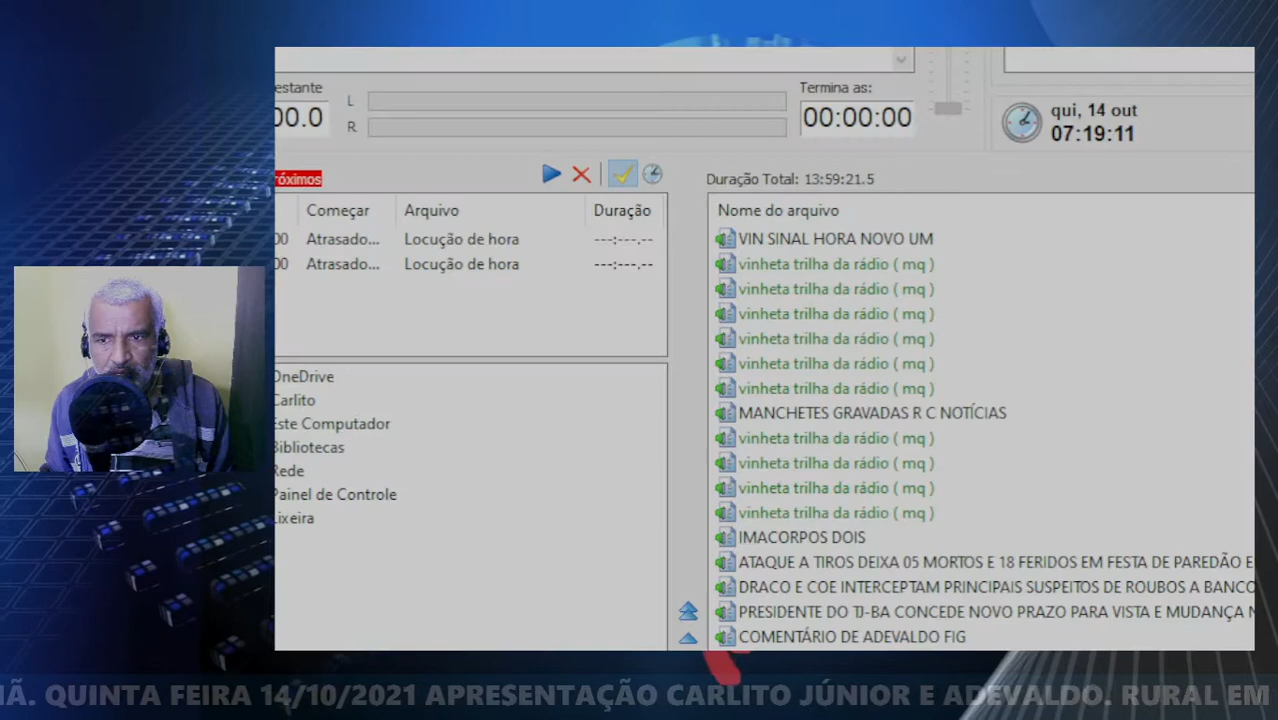 estante
L
R
00.0
Termina as:
00:00:00
qui, 14 out
07:19:11
róximos
Duração Total: 13:59:21.5
Começar Arquivo Duração
00 Atrasado... Locução de hora ---:---.--
00 Atrasado... Locução de hora ---:---.--
OneDrive
Carlito
Este Computador
Bibliotecas
Rede
Painel de Controle
Lixeira
Nome do arquivo
VIN SINAL HORA NOVO UM
vinheta trilha da rádio ( mq )
vinheta trilha da rádio ( mq )
vinheta trilha da rádio ( mq )
vinheta trilha da rádio ( mq )
vinheta trilha da rádio ( mq )
vinheta trilha da rádio ( mq )
MANCHETES GRAVADAS R C NOTÍCIAS
vinheta trilha da rádio ( mq )
vinheta trilha da rádio ( mq )
vinheta trilha da rádio ( mq )
vinheta trilha da rádio ( mq )
IMACORPOS DOIS
ATAQUE A TIROS DEIXA 05 MORTOS E 18 FERIDOS EM FESTA DE PAREDÃO E
DRACO E COE INTERCEPTAM PRINCIPAIS SUSPEITOS DE ROUBOS A BANCO
PRESIDENTE DO TJ-BA CONCEDE NOVO PRAZO PARA VISTA E MUDANÇA N
COMENTÁRIO DE ADEVALDO FIG
HÃ. QUINTA FEIRA 14/10/2021 APRESENTAÇÃO CARLITO JÚNIOR E ADEVALDO. RURAL EM